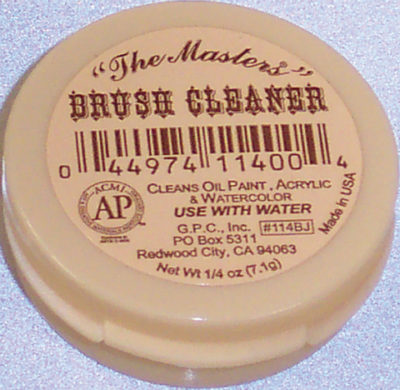 "The Masters"
BRUSH CLEANER
0 44974 11400 4
CLEANS OIL PAINT, ACRYLIC
& WATERCOLOR
USE WITH WATER
ACMI
AP
G.P.C., Inc. #114BJ
PO Box 5311
Redwood City, CA 94063
Net Wt 1/4 oz (7.1g)
Made in USA